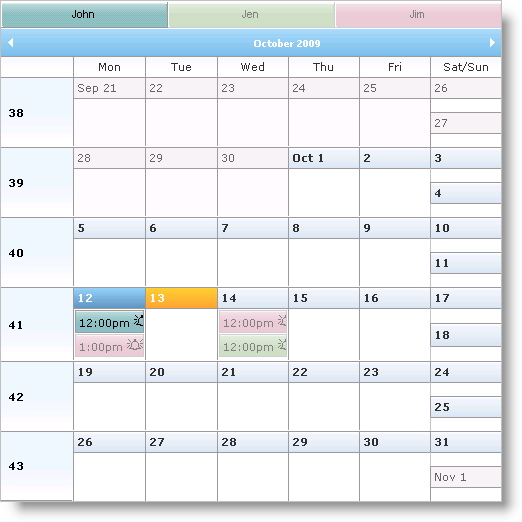 John Jen Jim
October 2009
Mon Tue Wed Thu Fri Sat/Sun
38 Sep 21 22 23 24 25 26
27
39 28 29 30 Oct 1 2 3
4
40 5 6 7 8 9 10
11
41 12 13 14 15 16 17
12:00pm 12:00pm
18
1:00pm 12:00pm
42 19 20 21 22 23 24
25
43 26 27 28 29 30 31
Nov 1